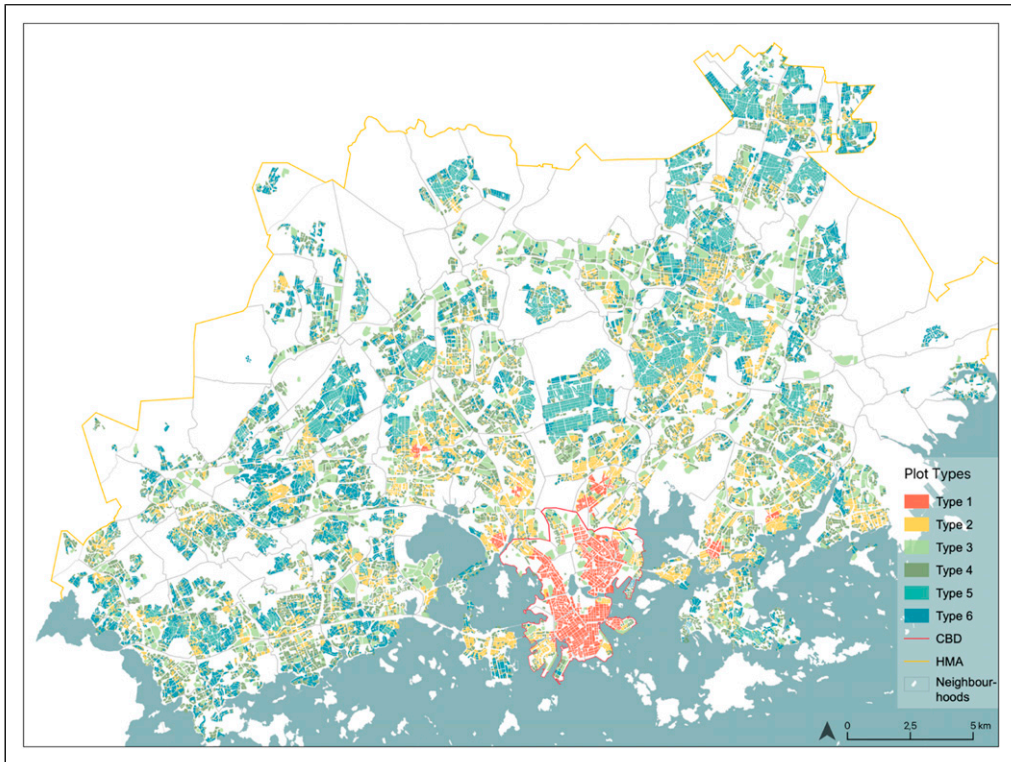 Plot Types
Type 1
Type 2
Type 3
Type 4
Type 5
Type 6
CBD
HMA
Neighbour-
hoods
0 2.5 5 km